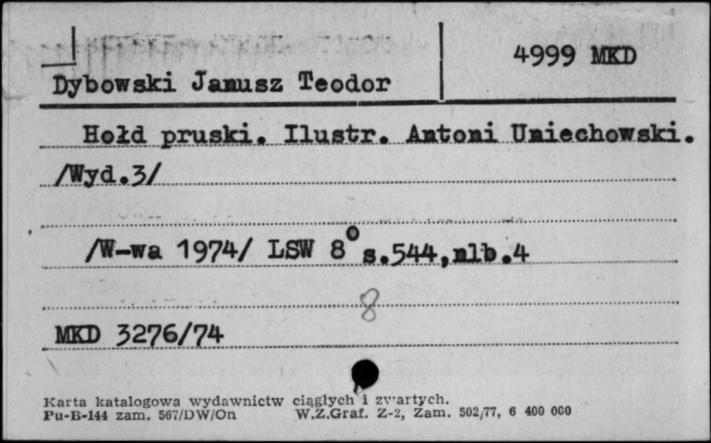 4999 MKD
Dybowski Janusz Teodor
Hołd pruski. Ilustr. Antoni Uniechowski.
/Wyd.3/
/W-wa 1974/ LSW 8° s.544,nlb.4
8
MKD 3276/74
Karta katalogowa wydawnictw ciągłych i zwartych.
Pu-B-144 zam. 567/DW/On W.Z.Graf. Z-2, Zam. 502/77, 6 400 000